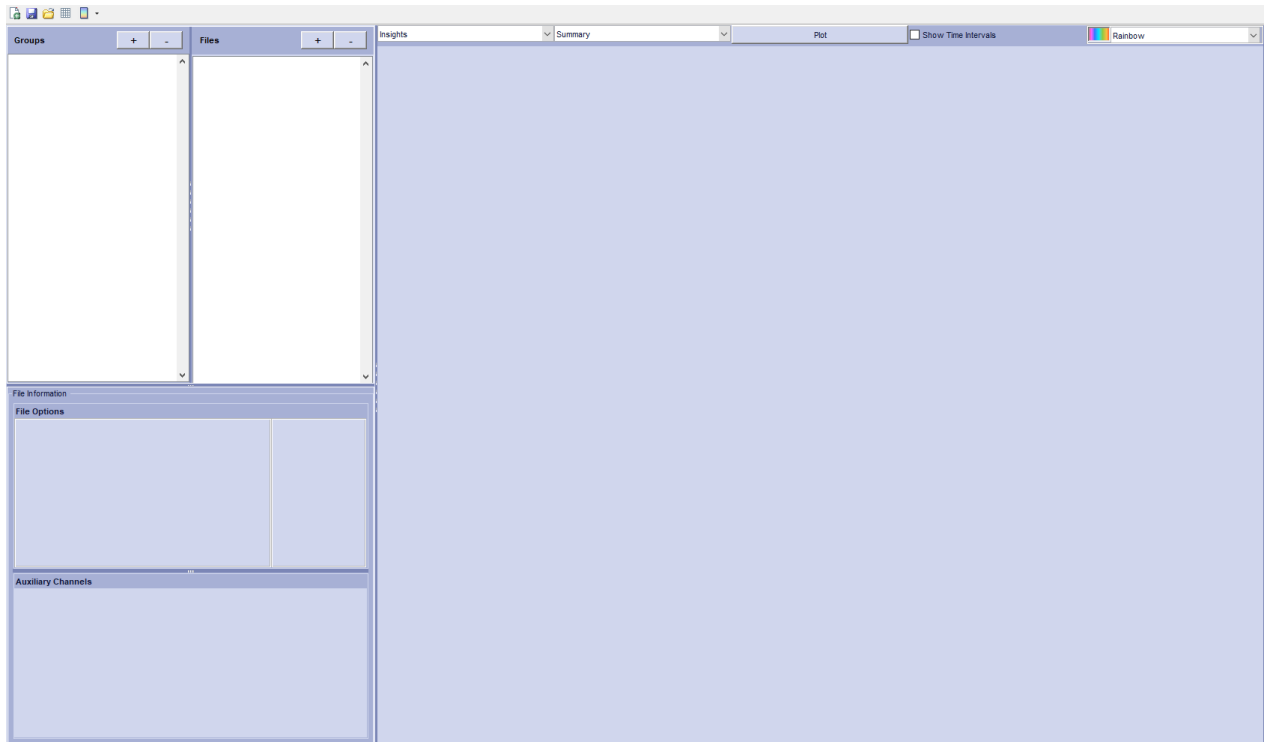 Groups + - Files + - Insights Summary Plot Show Time Intervals Rainbow
File Information
File Options
Auxiliary Channels